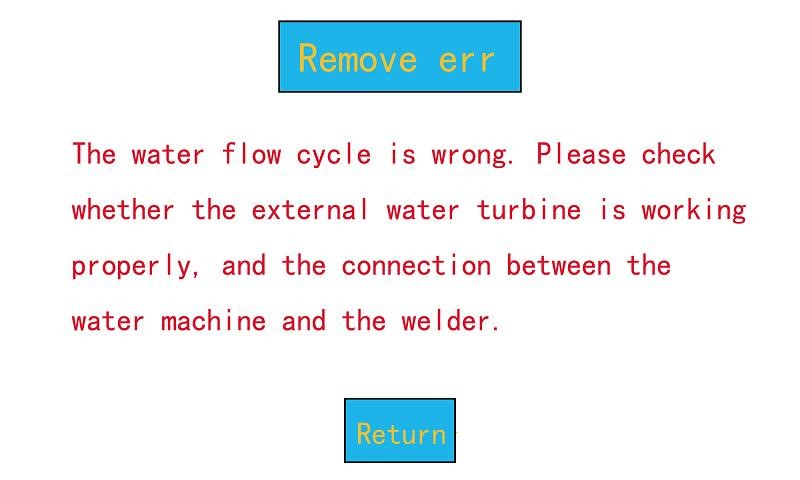 Remove err
The water flow cycle is wrong. Please check
whether the external water turbine is working
properly, and the connection between the
water machine and the welder.
Return